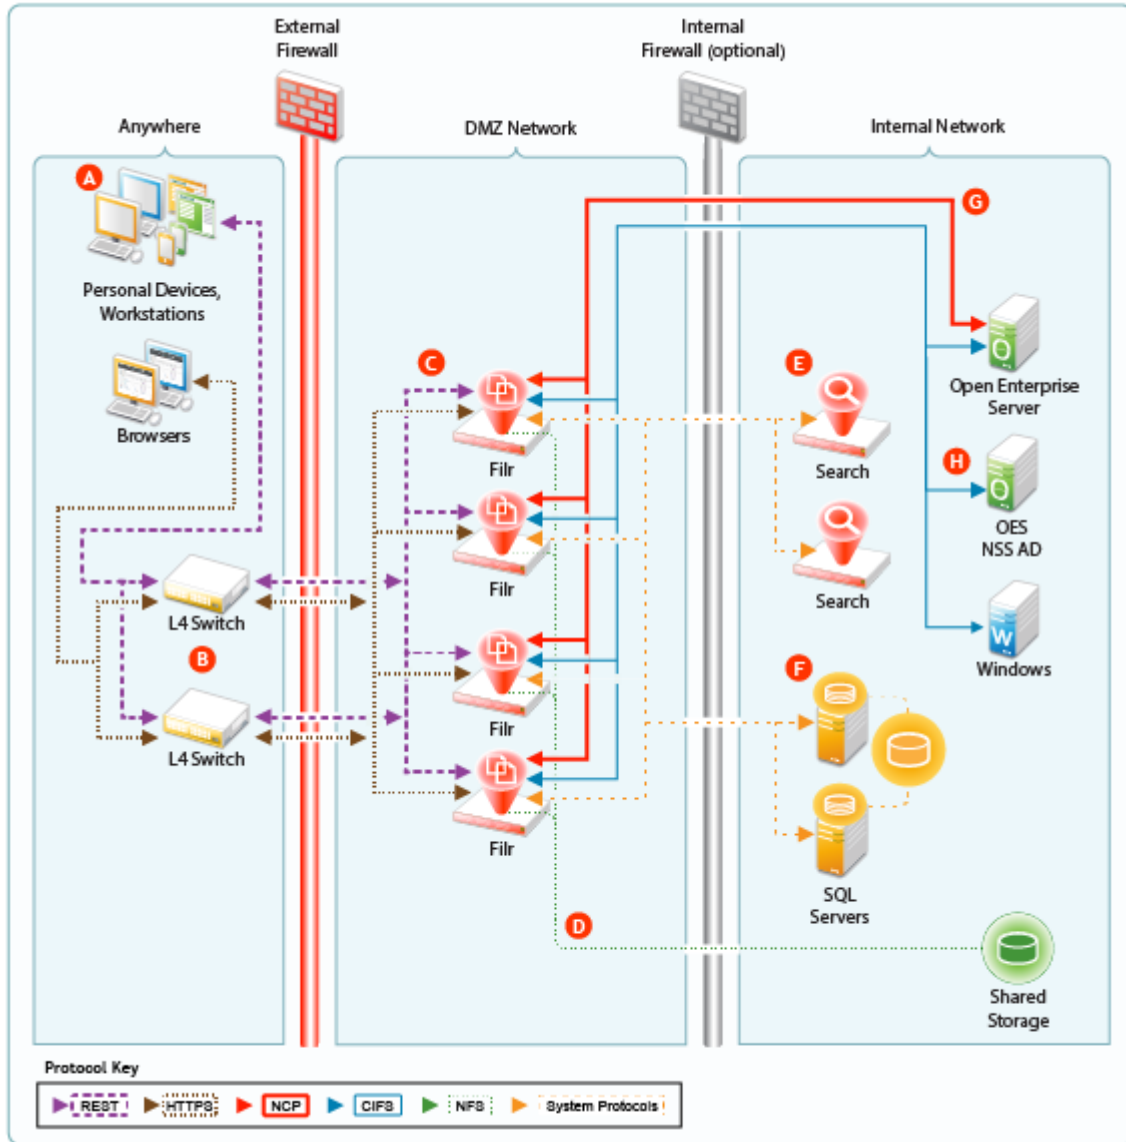 External
Firewall
Internal
Firewall (optional)
Anywhere
DMZ Network
Internal Network
A
Personal Devices,
Workstations
Browsers
L4 Switch
B
L4 Switch
C
Filr
Filr
Filr
Filr
D
E
Search
Search
F
SQL
Servers
G
O
Open Enterprise
Server
H
O
OES
NSS AD
W
Windows
Shared
Storage
Protocol Key
REST
HTTPS
NCP
CIFS
NFS
System Protocols